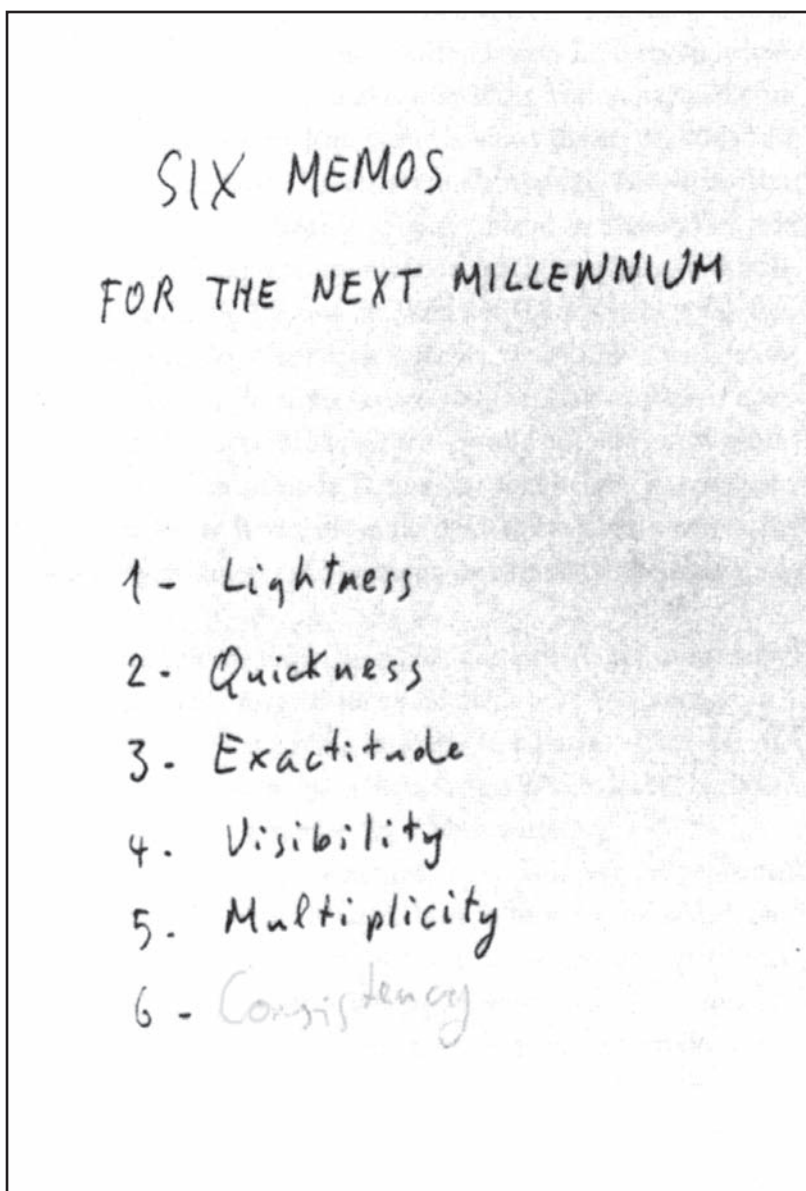 SIX MEMOS
FOR THE NEXT MILLENNIUM
1 - Lightness
2 - Quickness
3 - Exactitude
4 - Visibility
5 - Multiplicity
6 - Consistency